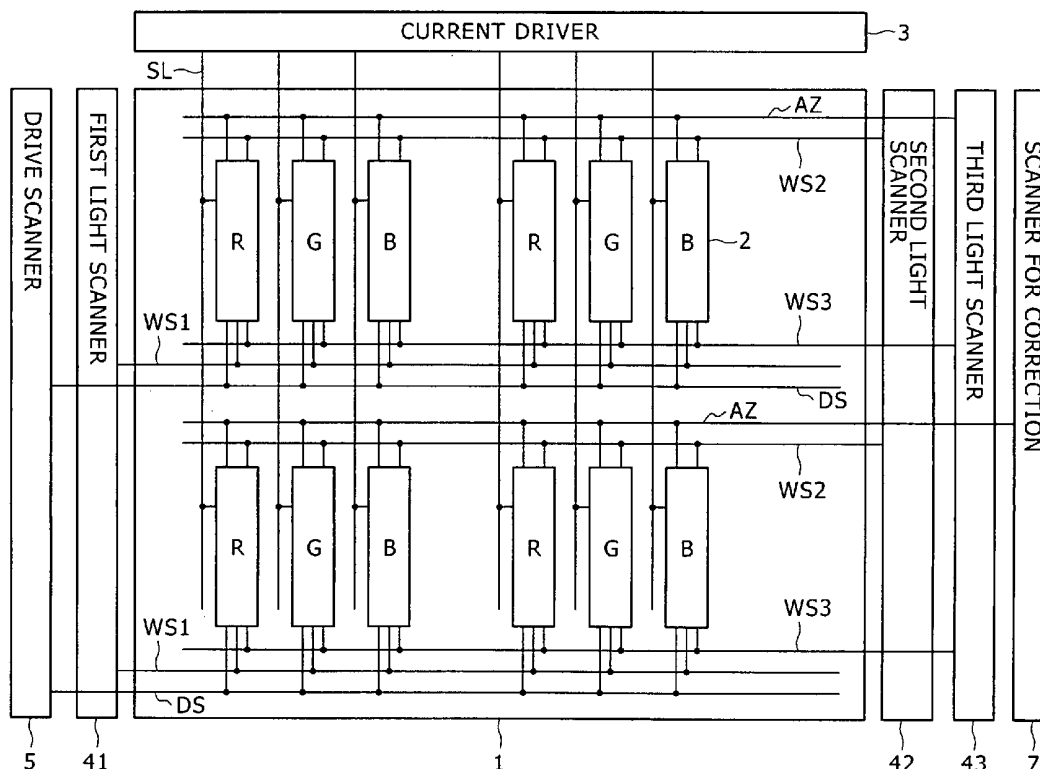 CURRENT DRIVER
3
SL
DRIVE SCANNER
FIRST LIGHT SCANNER
SECOND LIGHT
SCANNER
THIRD LIGHT SCANNER
SCANNER FOR CORRECTION
AZ
WS2
R
G
B
R
G
B
2
WS1
WS3
DS
AZ
WS2
R
G
B
R
G
B
WS1
WS3
DS
5
41
1
42
43
7